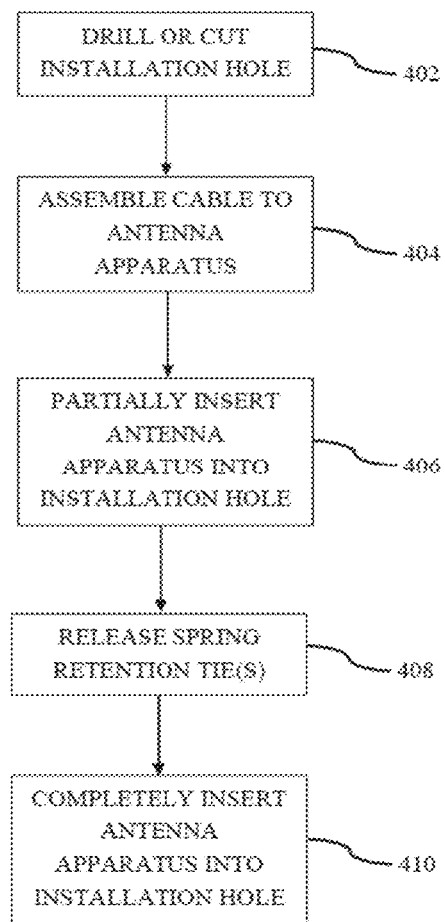 DRILL OR CUT
INSTALLATION HOLE
402
ASSEMBLE CABLE TO
ANTENNA
APPARATUS
404
PARTIALLY INSERT
ANTENNA
APPARATUS INTO
INSTALLATION HOLE
406
RELEASE SPRING
RETENTION TIE(S)
408
COMPLETELY INSERT
ANTENNA
APPARATUS INTO
INSTALLATION HOLE
410